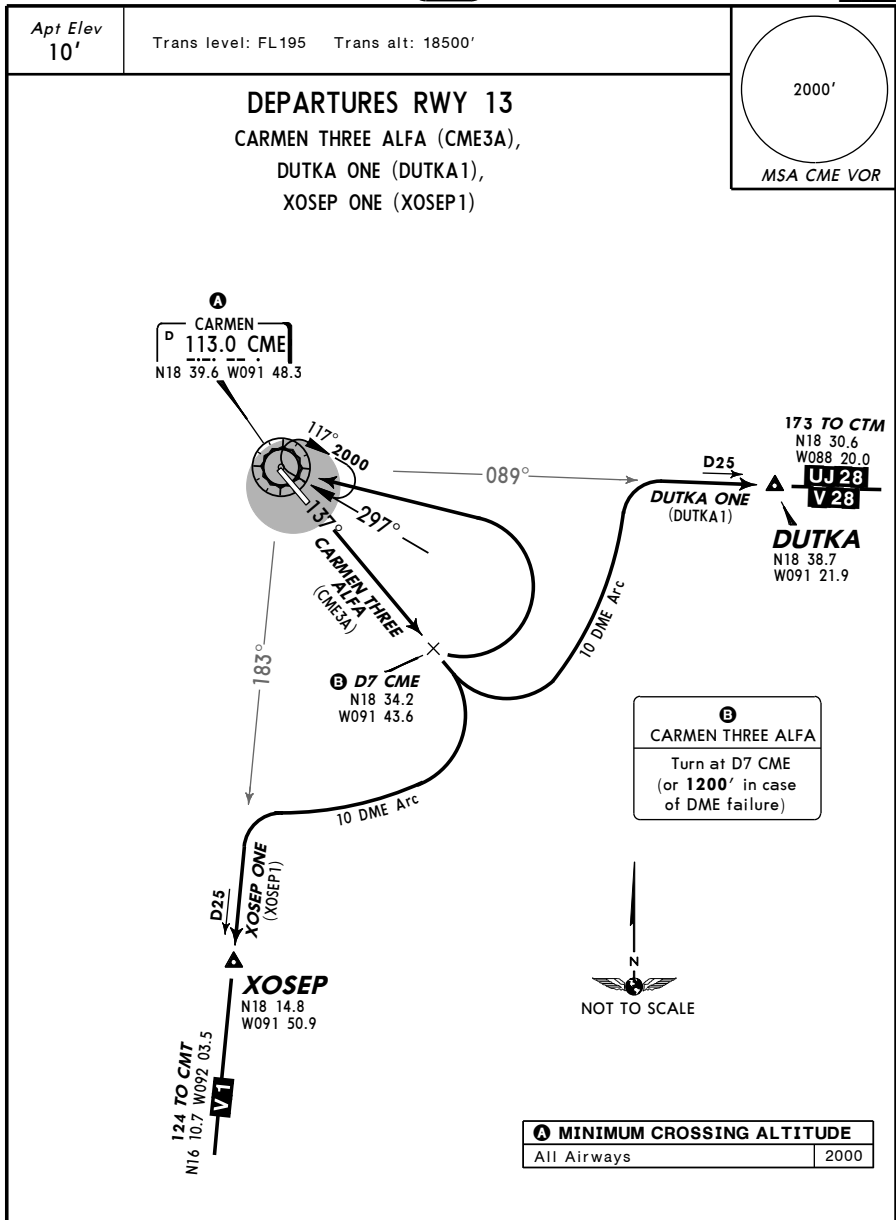 Apt Elev
10'
Trans level: FL195 Trans alt: 18500'
2000'
MSA CME VOR
DEPARTURES RWY 13
CARMEN THREE ALFA (CME3A),
DUTKA ONE (DUTKA1),
XOSEP ONE (XOSEP1)
A
CARMEN
D 113.0 CME
N18 39.6 W091 48.3
117°
2000
089°
D25
173 TO CTM
N18 30.6
W088 20.0
UJ 28
V 28
DUTKA ONE
(DUTKA1)
DUTKA
N18 38.7
W091 21.9
137°
297°
CARMEN THREE
ALFA
(CME3A)
10 DME Arc
183°
B D7 CME
N18 34.2
W091 43.6
B
CARMEN THREE ALFA
Turn at D7 CME
(or 1200' in case
of DME failure)
10 DME Arc
XOSEP ONE
(XOSEP1)
D25
XOSEP
N18 14.8
W091 50.9
N
NOT TO SCALE
124 TO CMT
N16 10.7 W092 03.5
V 1
A MINIMUM CROSSING ALTITUDE
All Airways 2000